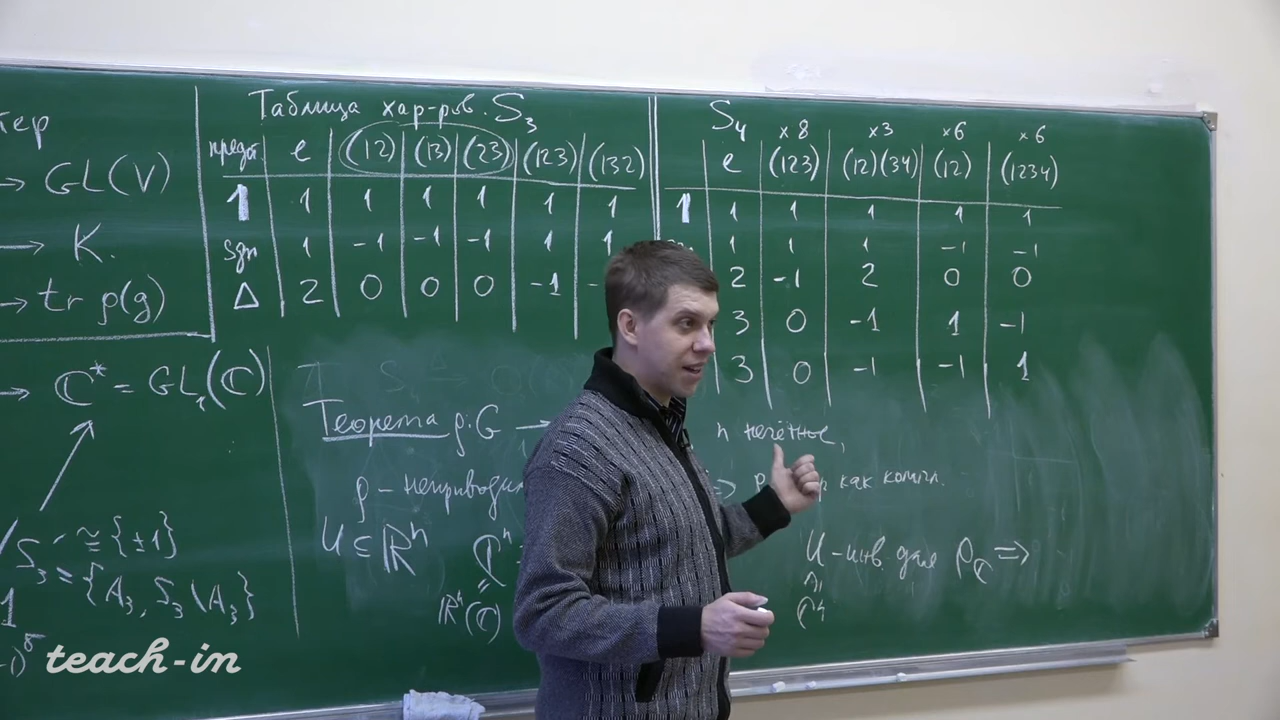 тер
→ GL(V)
→ K.
→ tr ρ(g)
→ ℂ* = GL₁(ℂ)
S₃ ≅ {±1}
S₃ = {A₃, S₃\A₃}
1
Таблица хар-ров S₃
предст e (12) (13) (23) (123) (132)
1 1 1 1 1 1 1
sgn 1 -1 -1 -1 1 1
Δ 2 0 0 0 -1 -
S₄ ×8 ×3 ×6 ×6
e (123) (12)(34) (12) (1234)
1 1 1 1 1 1
1 1 1 -1 -1
2 -1 2 0 0
3 0 -1 1 -1
3 0 -1 -1 1
Теорема ρ: G → n нечётное,
ρ - неприводим ⇒ как компл.
U ⊆ ℝⁿ ℂⁿ = U - инв. для ρ_ℂ ⇒
ℝⁿ(ℂ) ℂⁿ
teach-in